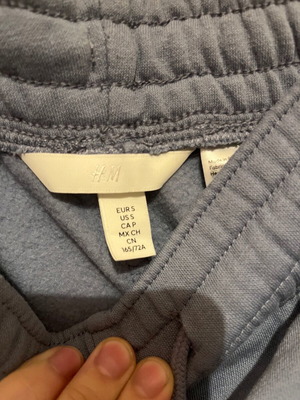 H&M
EUR S
US S
CA P
MX CH
CN
165/72A